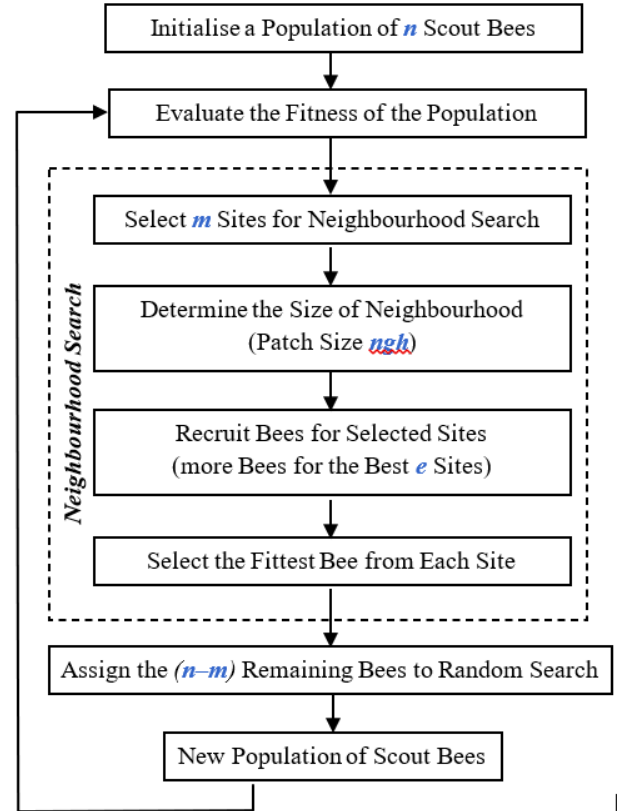 Initialise a Population of n Scout Bees
Evaluate the Fitness of the Population
Neighbourhood Search
Select m Sites for Neighbourhood Search
Determine the Size of Neighbourhood
(Patch Size ngh)
Recruit Bees for Selected Sites
(more Bees for the Best e Sites)
Select the Fittest Bee from Each Site
Assign the (n–m) Remaining Bees to Random Search
New Population of Scout Bees